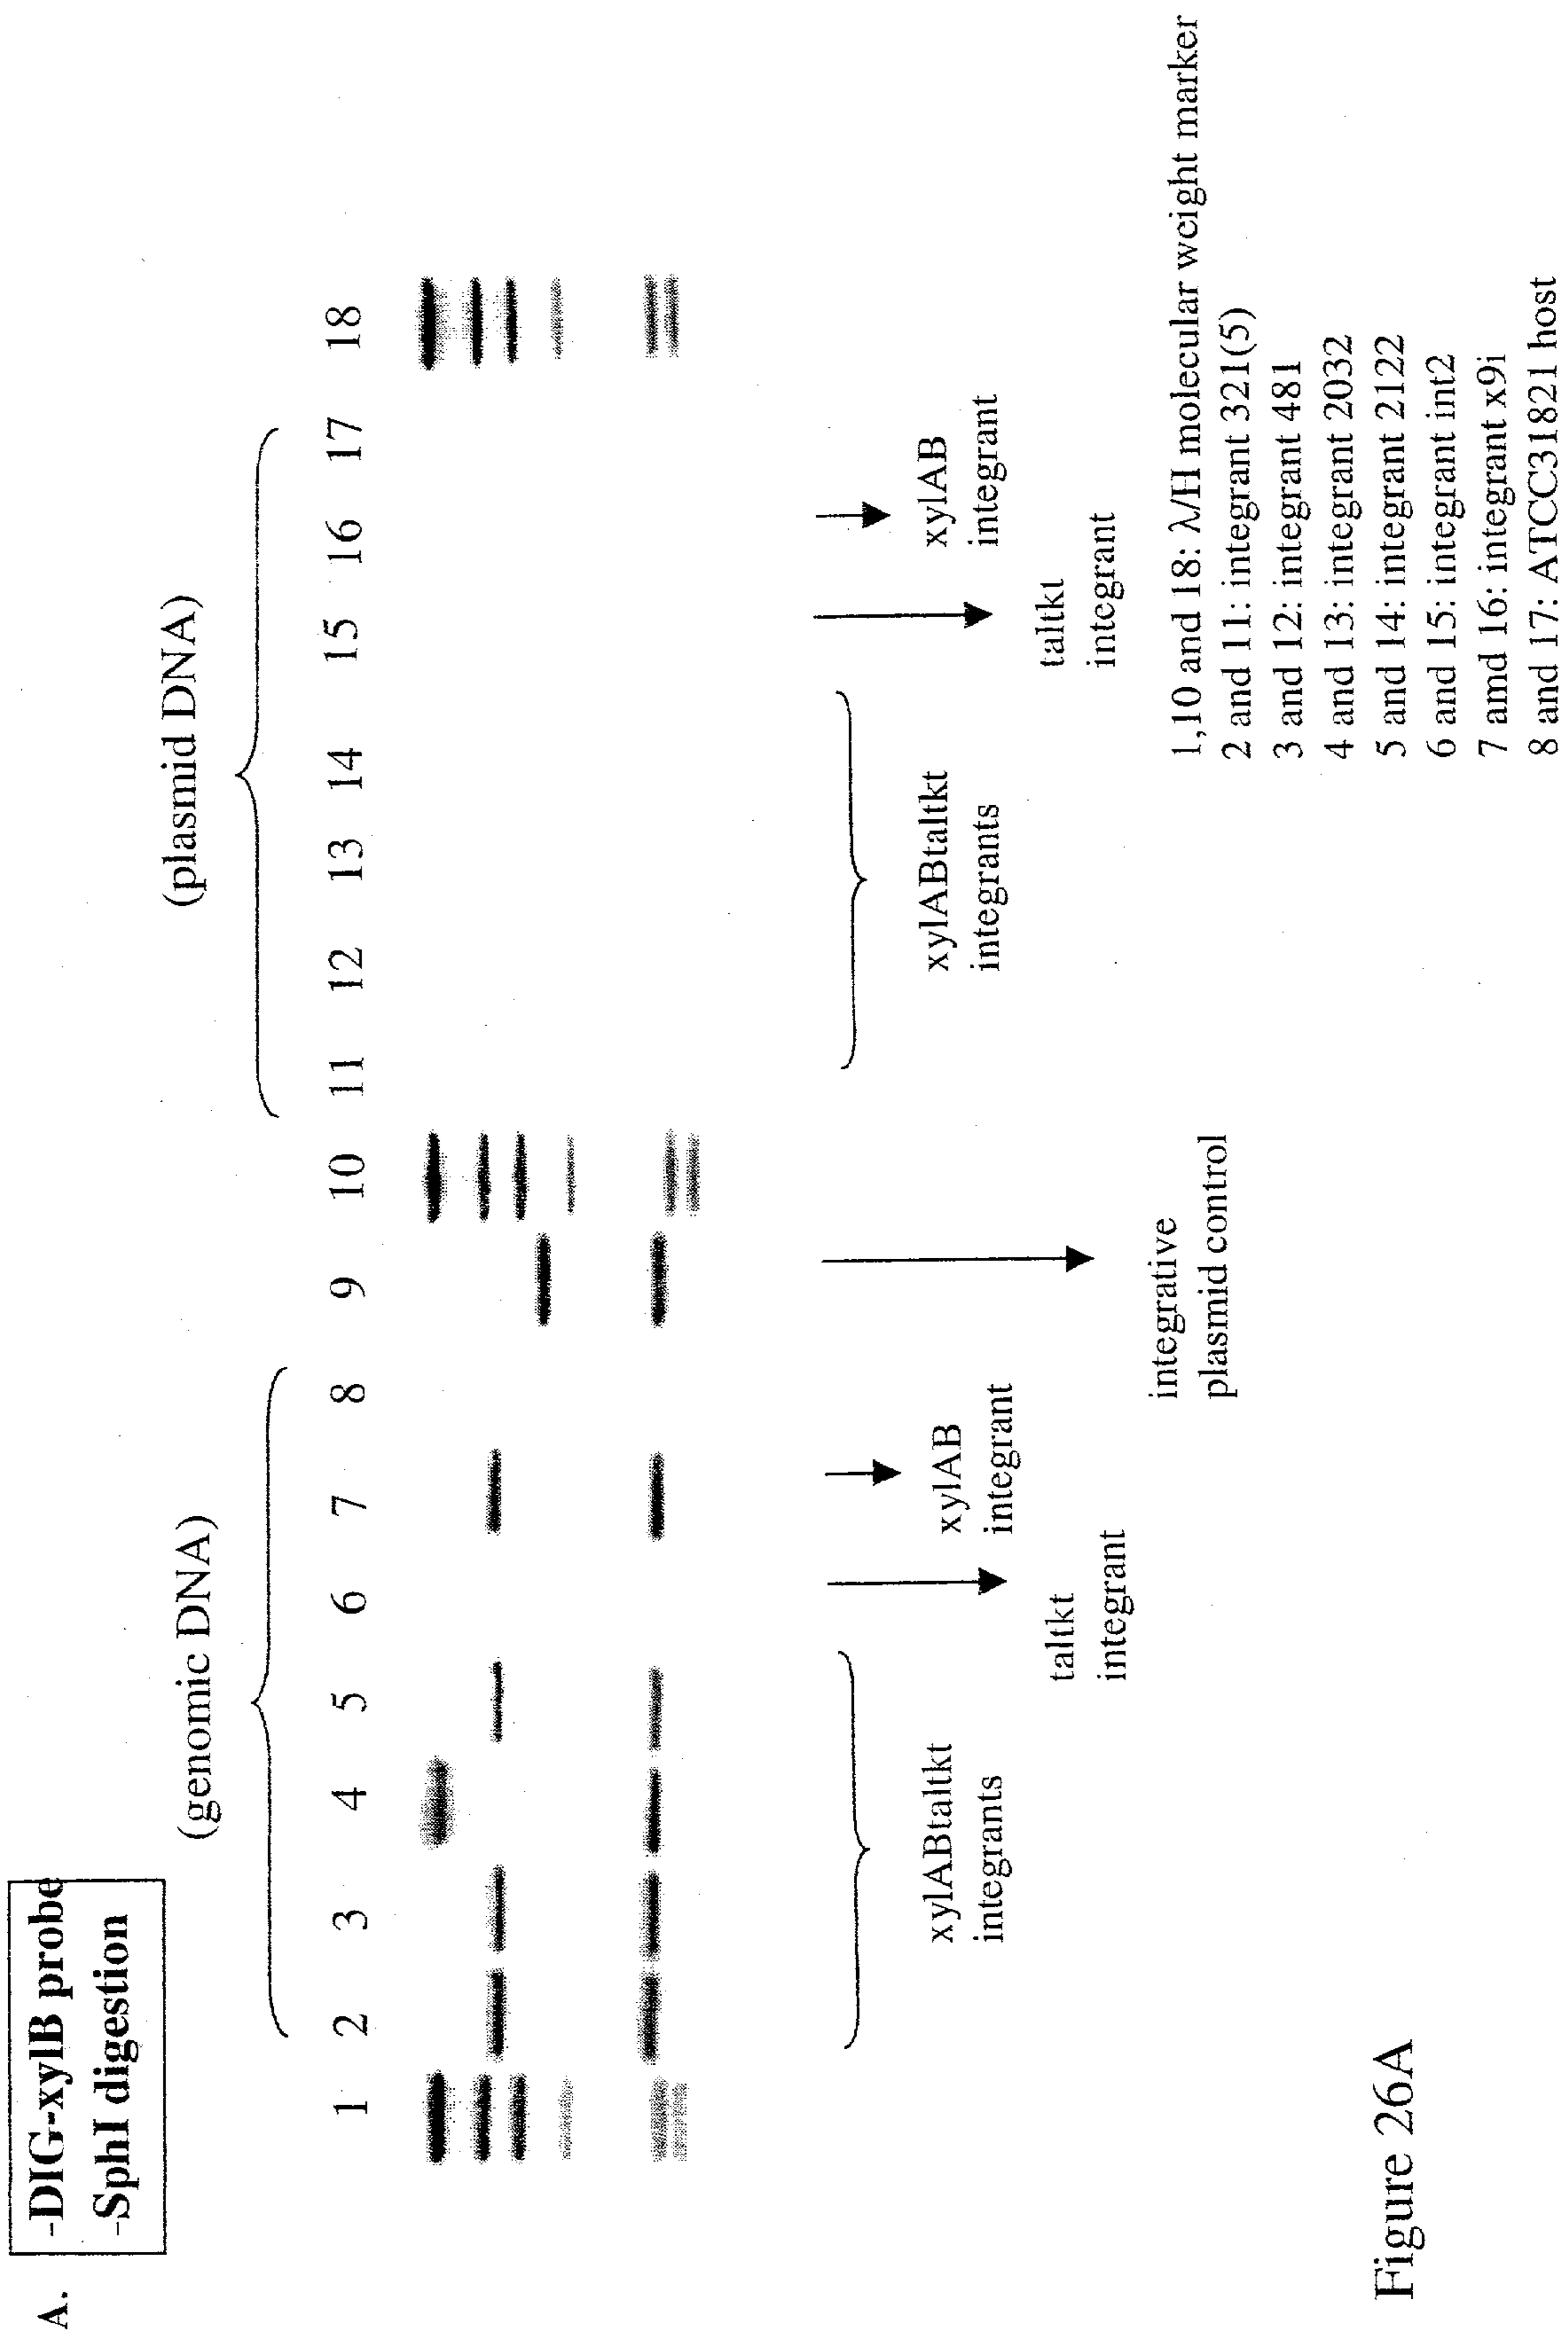 A.
-DIG-xylB probe
-SphI digestion
(genomic DNA)
(plasmid DNA)
1 2 3 4 5 6 7 8 9 10 11 12 13 14 15 16 17 18
xylABtaltkt
integrants
taltkt
integrant
xylAB
integrant
integrative
plasmid control
xylABtaltkt
integrants
taltkt
integrant
xylAB
integrant
1,10 and 18: λ/H molecular weight marker
2 and 11: integrant 321(5)
3 and 12: integrant 481
4 and 13: integrant 2032
5 and 14: integrant 2122
6 and 15: integrant int2
7 amd 16: integrant x9i
8 and 17: ATCC31821 host
Figure 26A